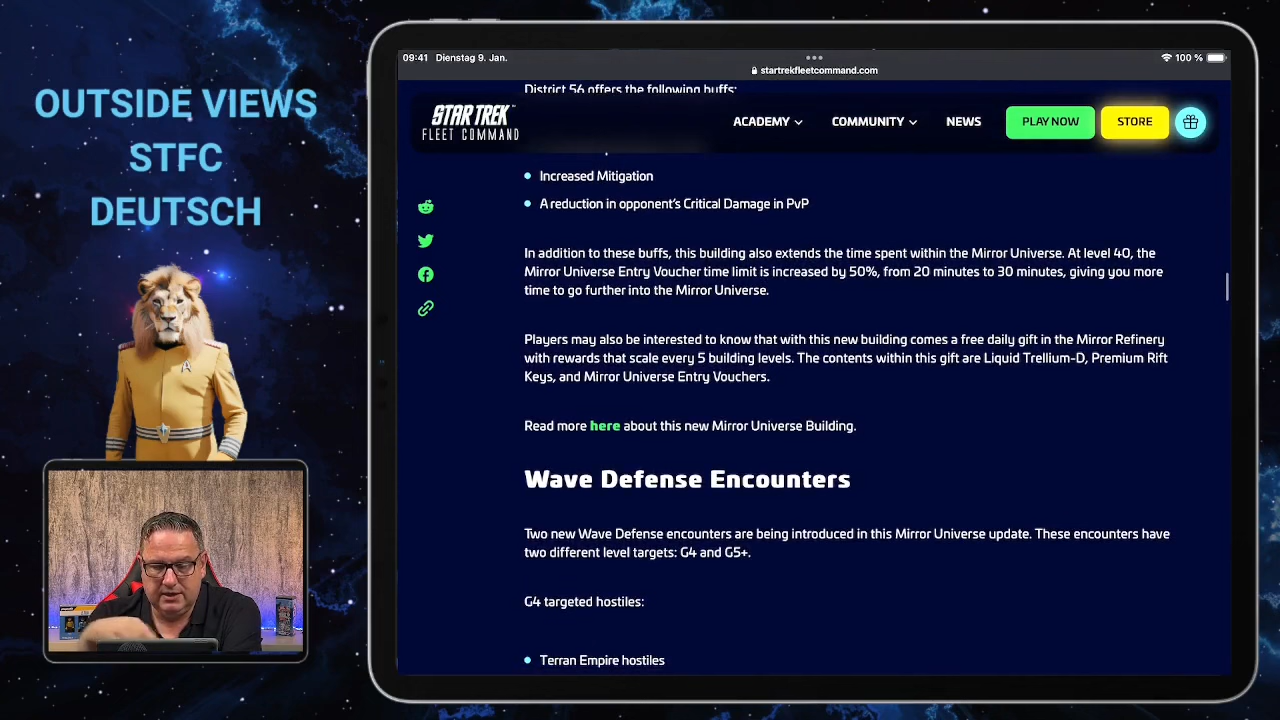 OUTSIDE VIEWS
STFC
DEUTSCH
09:41 Dienstag 9. Jan.
100 %
startrekfleetcommand.com
District 56 offers the following buffs:
STAR TREK
FLEET COMMAND
ACADEMY
COMMUNITY
NEWS
PLAY NOW
STORE
Increased Mitigation
A reduction in opponent's Critical Damage in PvP
In addition to these buffs, this building also extends the time spent within the Mirror Universe. At level 40, the
Mirror Universe Entry Voucher time limit is increased by 50%, from 20 minutes to 30 minutes, giving you more
time to go further into the Mirror Universe.
Players may also be interested to know that with this new building comes a free daily gift in the Mirror Refinery
with rewards that scale every 5 building levels. The contents within this gift are Liquid Trellium-D, Premium Rift
Keys, and Mirror Universe Entry Vouchers.
Read more here about this new Mirror Universe Building.
Wave Defense Encounters
Two new Wave Defense encounters are being introduced in this Mirror Universe update. These encounters have
two different level targets: G4 and G5+.
G4 targeted hostiles:
Terran Empire hostiles